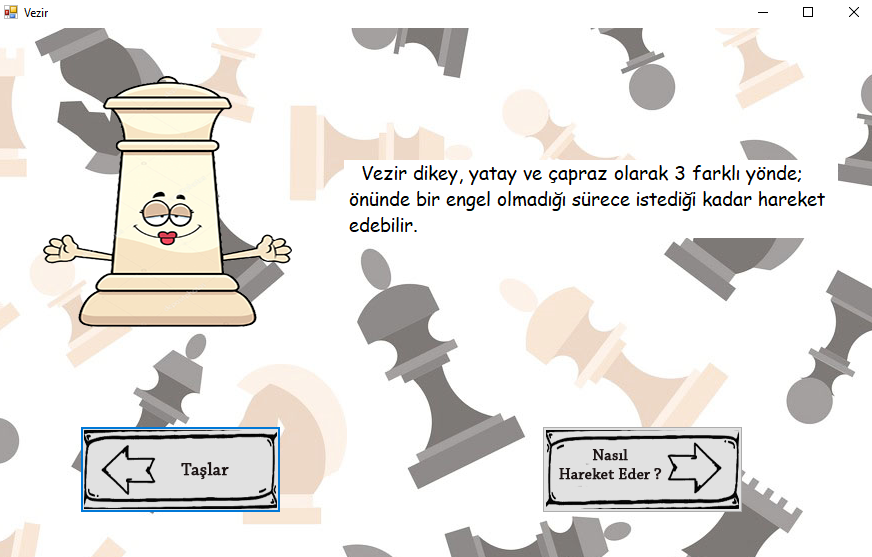 Vezir
Vezir dikey, yatay ve çapraz olarak 3 farklı yönde;
önünde bir engel olmadığı sürece istediği kadar hareket
edebilir.
Taşlar
Nasıl
Hareket Eder ?